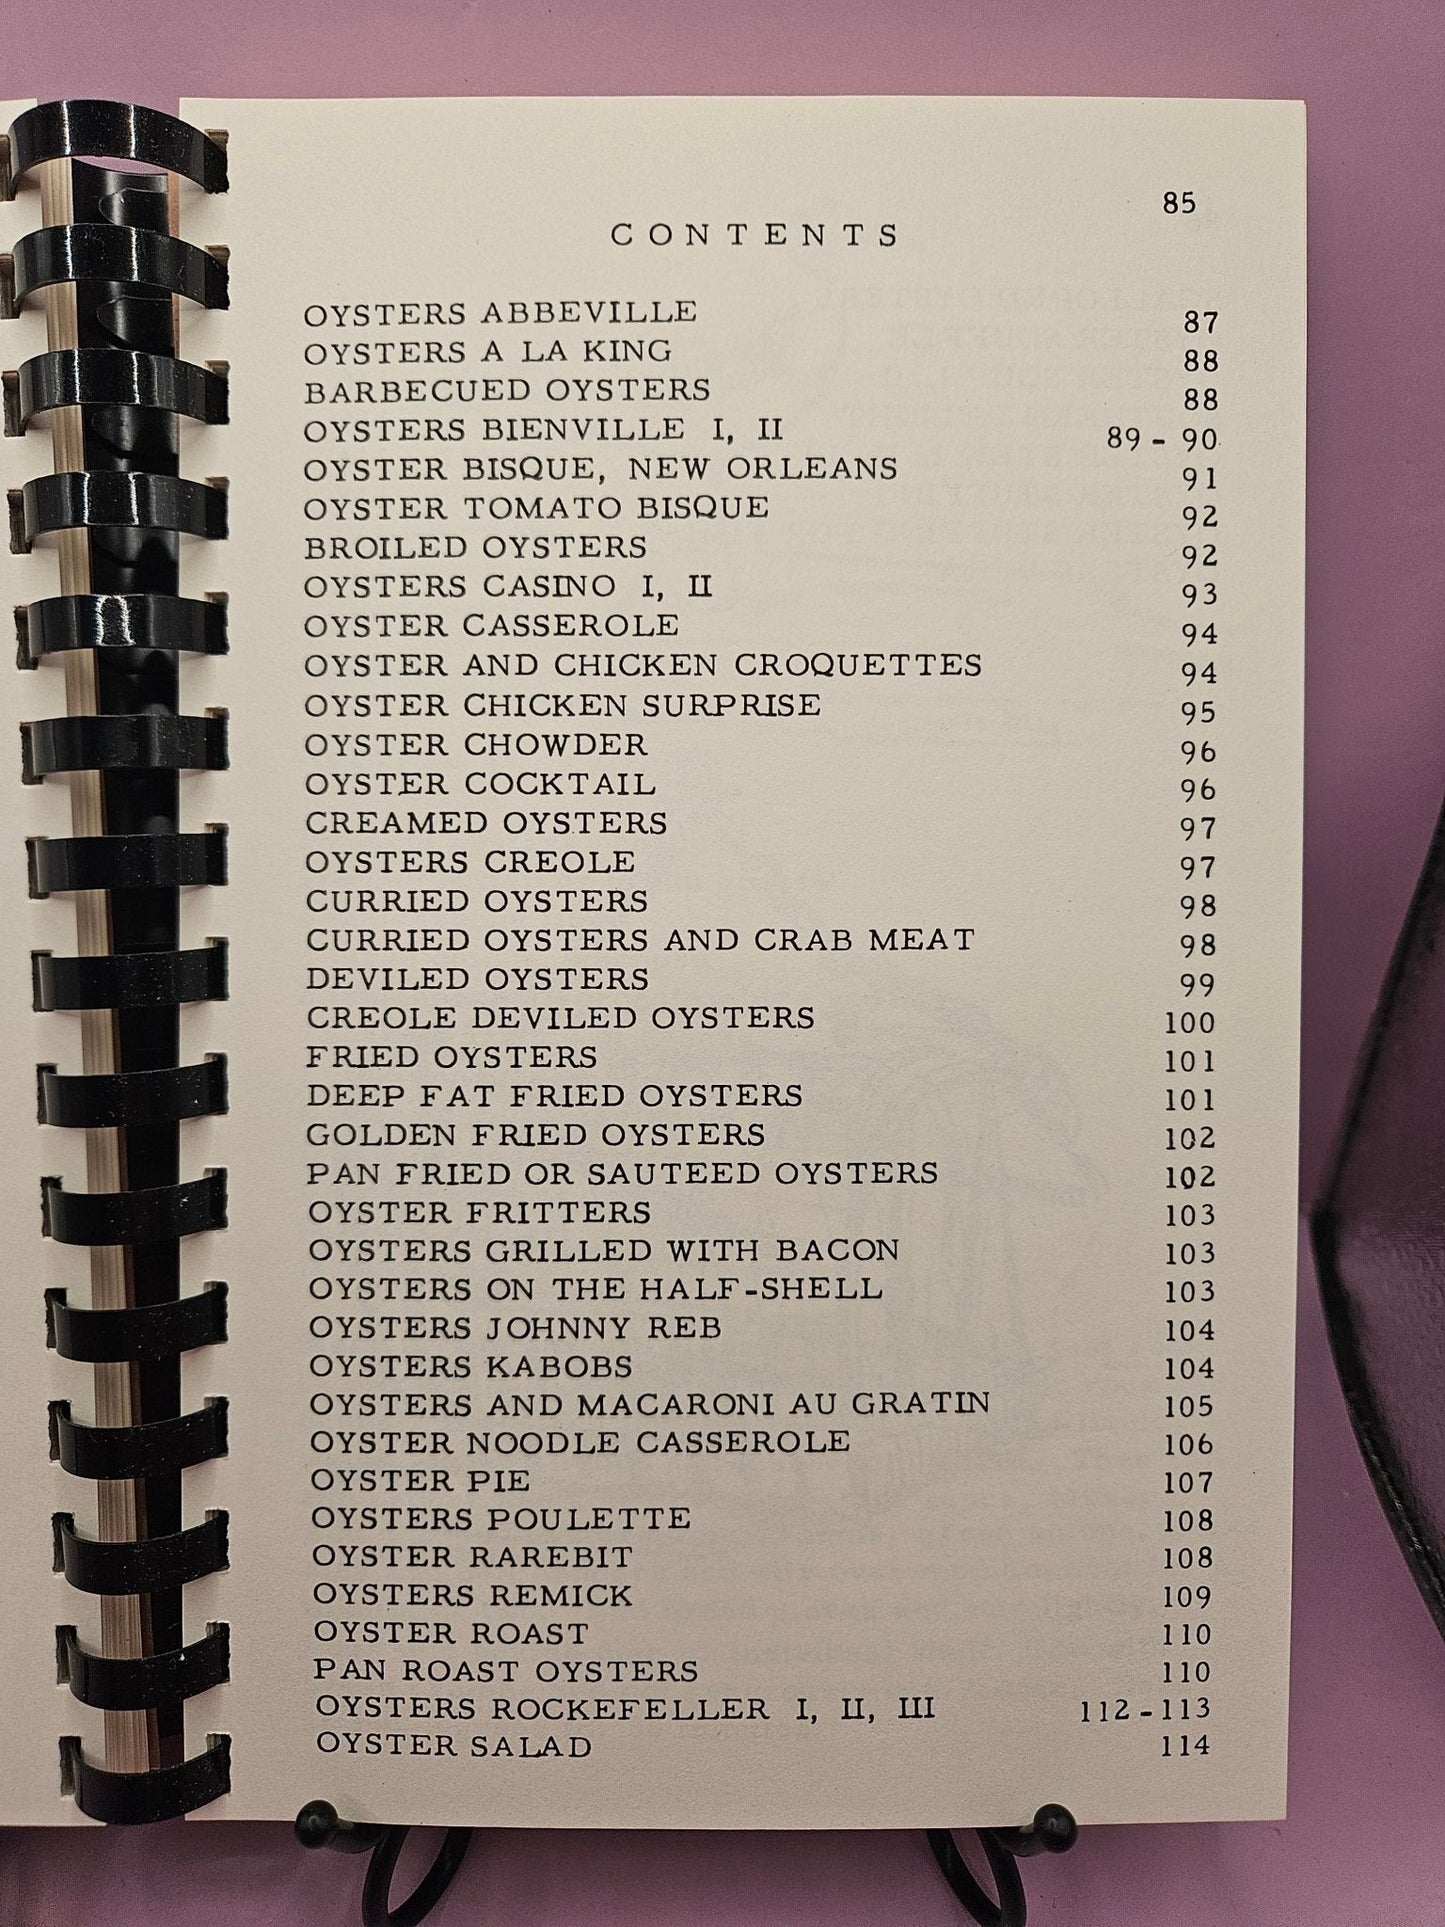 85
CONTENTS
OYSTERS ABBEVILLE 87
OYSTERS A LA KING 88
BARBECUED OYSTERS 88
OYSTERS BIENVILLE I, II 89 - 90
OYSTER BISQUE, NEW ORLEANS 91
OYSTER TOMATO BISQUE 92
BROILED OYSTERS 92
OYSTERS CASINO I, II 93
OYSTER CASSEROLE 94
OYSTER AND CHICKEN CROQUETTES 94
OYSTER CHICKEN SURPRISE 95
OYSTER CHOWDER 96
OYSTER COCKTAIL 96
CREAMED OYSTERS 97
OYSTERS CREOLE 97
CURRIED OYSTERS 98
CURRIED OYSTERS AND CRAB MEAT 98
DEVILED OYSTERS 99
CREOLE DEVILED OYSTERS 100
FRIED OYSTERS 101
DEEP FAT FRIED OYSTERS 101
GOLDEN FRIED OYSTERS 102
PAN FRIED OR SAUTEED OYSTERS 102
OYSTER FRITTERS 103
OYSTERS GRILLED WITH BACON 103
OYSTERS ON THE HALF-SHELL 103
OYSTERS JOHNNY REB 104
OYSTERS KABOBS 104
OYSTERS AND MACARONI AU GRATIN 105
OYSTER NOODLE CASSEROLE 106
OYSTER PIE 107
OYSTERS POULETTE 108
OYSTER RAREBIT 108
OYSTERS REMICK 109
OYSTER ROAST 110
PAN ROAST OYSTERS 110
OYSTERS ROCKEFELLER I, II, III 112-113
OYSTER SALAD 114